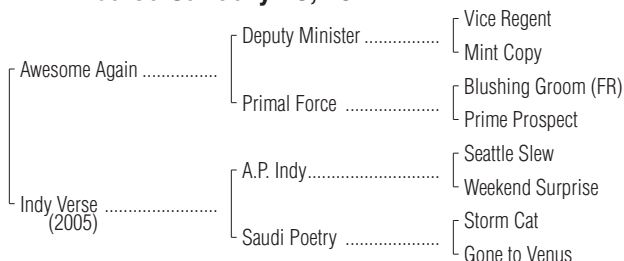 Vice Regent
Deputy Minister ................
Mint Copy
Awesome Again ................
Blushing Groom (FR)
Primal Force ....................
Prime Prospect
Seattle Slew
A.P. Indy............................
Weekend Surprise
Indy Verse ........................
(2005)
Storm Cat
Saudi Poetry ....................
Gone to Venus